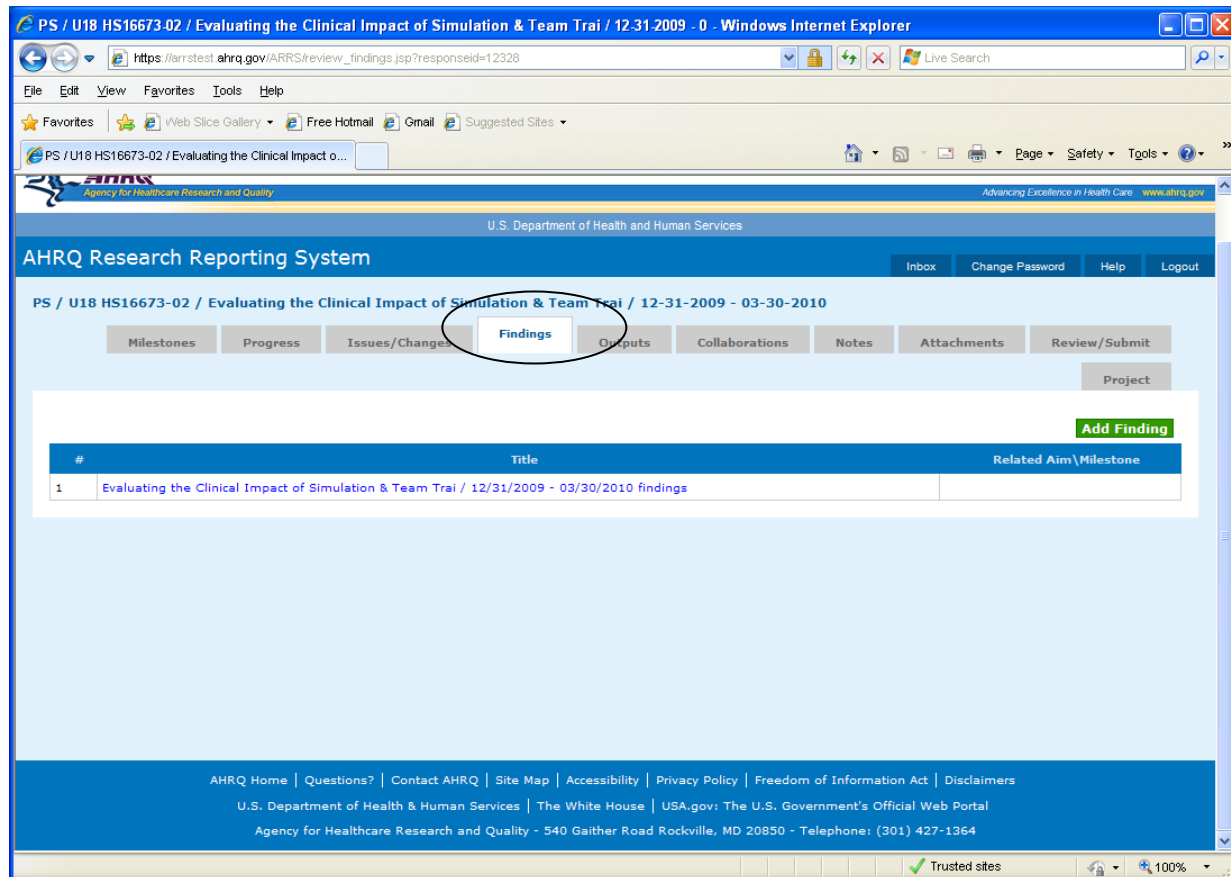 PS / U18 HS16673-02 / Evaluating the Clinical Impact of Simulation & Team Trai / 12-31-2009 - 0 - Windows Internet Explorer
https://arrstest.ahrq.gov/ARRS/review_findings.jsp?responseid=12328 Live Search
File Edit View Favorites Tools Help
Favorites Web Slice Gallery Free Hotmail Gmail Suggested Sites
PS / U18 HS16673-02 / Evaluating the Clinical Impact o... Page Safety Tools »
AHRQ
Agency for Healthcare Research and Quality Advancing Excellence in Health Care www.ahrq.gov
U.S. Department of Health and Human Services
AHRQ Research Reporting System
Inbox Change Password Help Logout
PS / U18 HS16673-02 / Evaluating the Clinical Impact of Simulation & Team Trai / 12-31-2009 - 03-30-2010
Milestones Progress Issues/Changes Findings Outputs Collaborations Notes Attachments Review/Submit
Project
Add Finding
# Title Related Aim\Milestone
1 Evaluating the Clinical Impact of Simulation & Team Trai / 12/31/2009 - 03/30/2010 findings
AHRQ Home | Questions? | Contact AHRQ | Site Map | Accessibility | Privacy Policy | Freedom of Information Act | Disclaimers
U.S. Department of Health & Human Services | The White House | USA.gov: The U.S. Government's Official Web Portal
Agency for Healthcare Research and Quality - 540 Gaither Road Rockville, MD 20850 - Telephone: (301) 427-1364
Trusted sites 100%